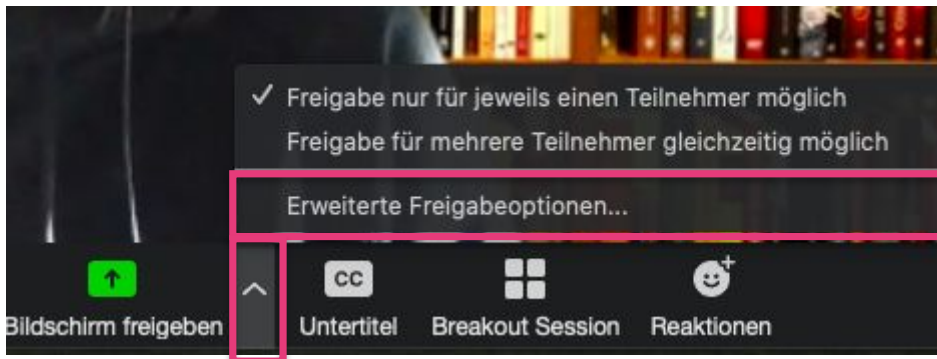 Freigabe nur für jeweils einen Teilnehmer möglich
Freigabe für mehrere Teilnehmer gleichzeitig möglich
Erweiterte Freigabeoptionen...
Bildschirm freigeben
CC
Untertitel
Breakout Session
Reaktionen